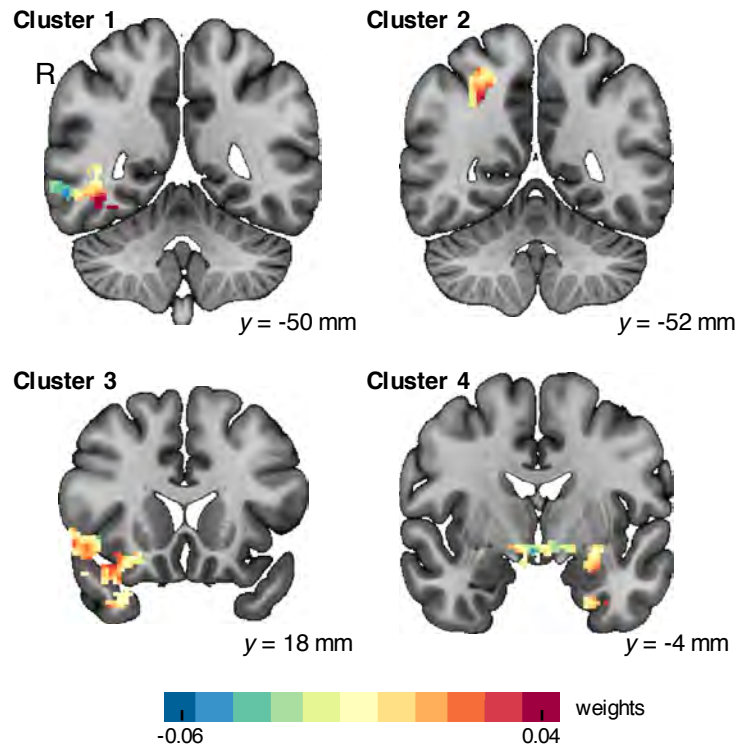 Cluster 1
Cluster 2
R
y = -50 mm
y = -52 mm
Cluster 3
Cluster 4
y = 18 mm
y = -4 mm
weights
-0.06
0.04